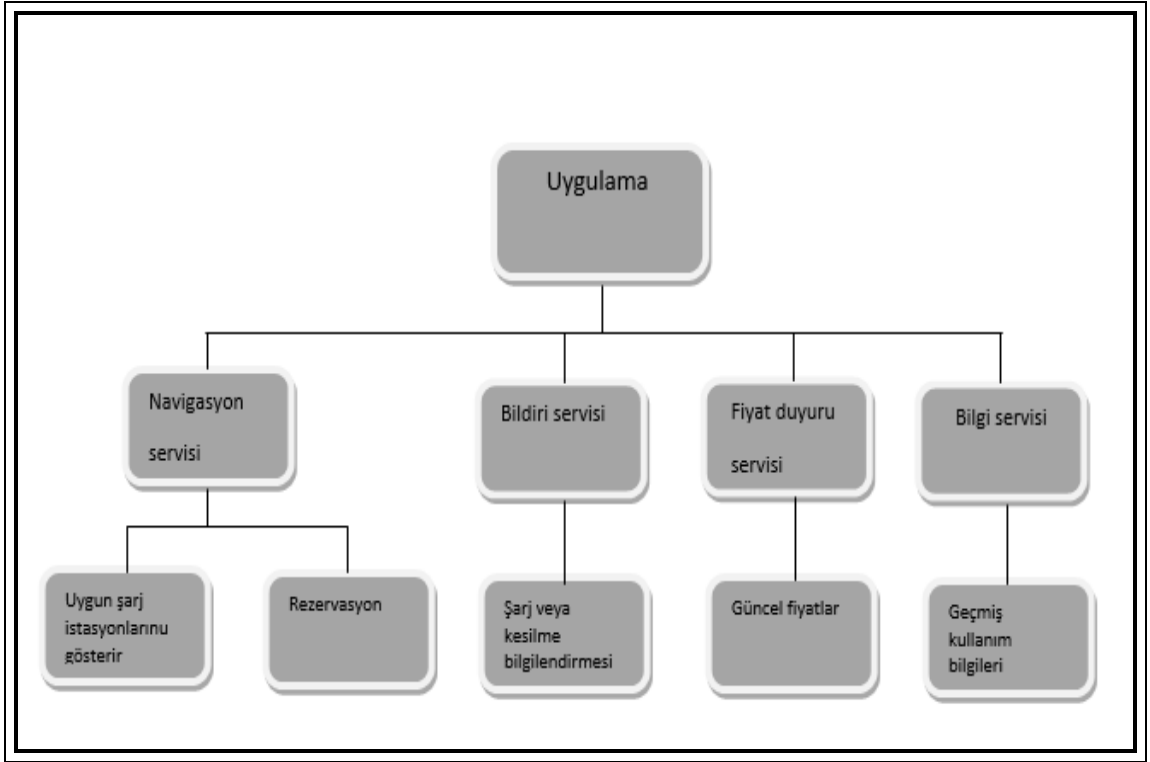 Uygulama
Navigasyon
servisi
Bildiri servisi
Fiyat duyuru
servisi
Bilgi servisi
Uygun şarj
istasyonlarınu
gösterir
Rezervasyon
Şarj veya
kesilme
bilgilendirmesi
Güncel fiyatlar
Geçmiş
kullanım
bilgileri